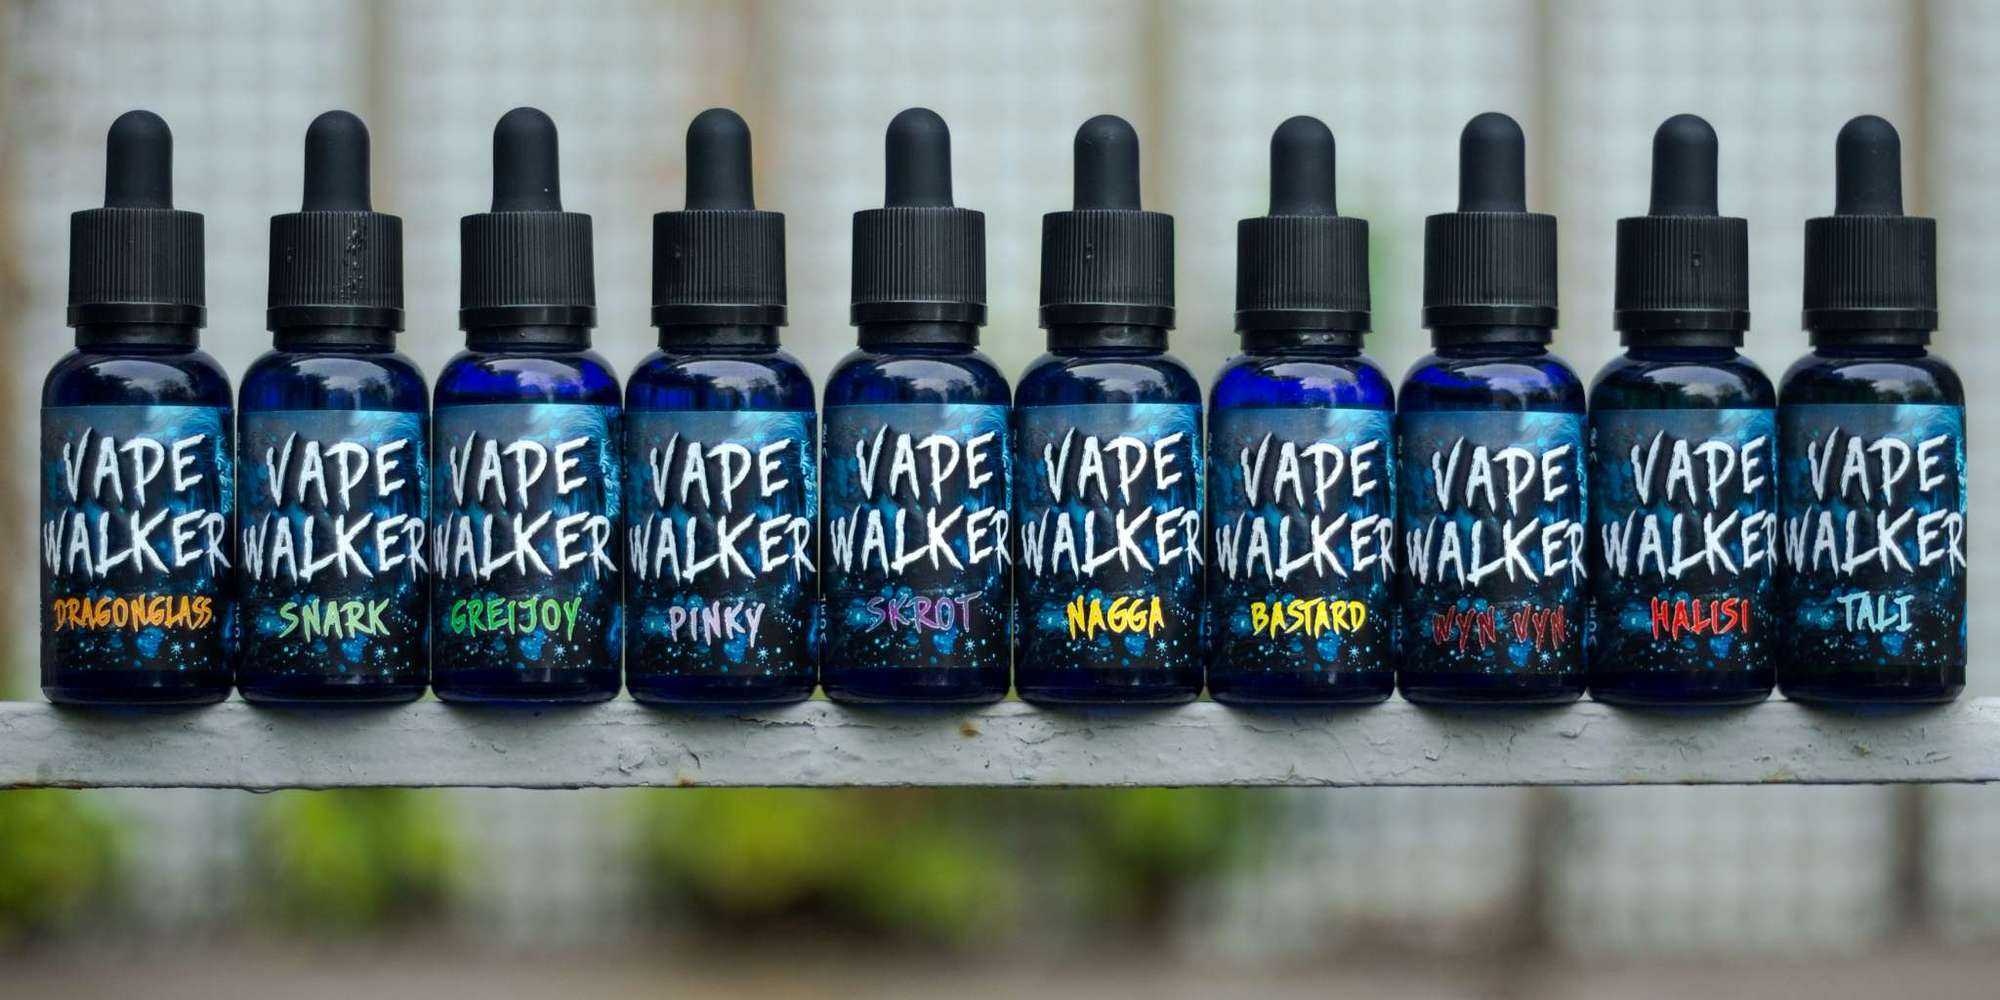 VAPE
WALKER
DRAGONGLASS
VAPE
WALKER
SNARK
VAPE
WALKER
GREIJOY
VAPE
WALKER
PINKY
VAPE
WALKER
SKROT
VAPE
WALKER
NAGGA
VAPE
WALKER
BASTARD
VAPE
WALKER
WYN VYN
VAPE
WALKER
HALISI
VAPE
WALKER
TALI